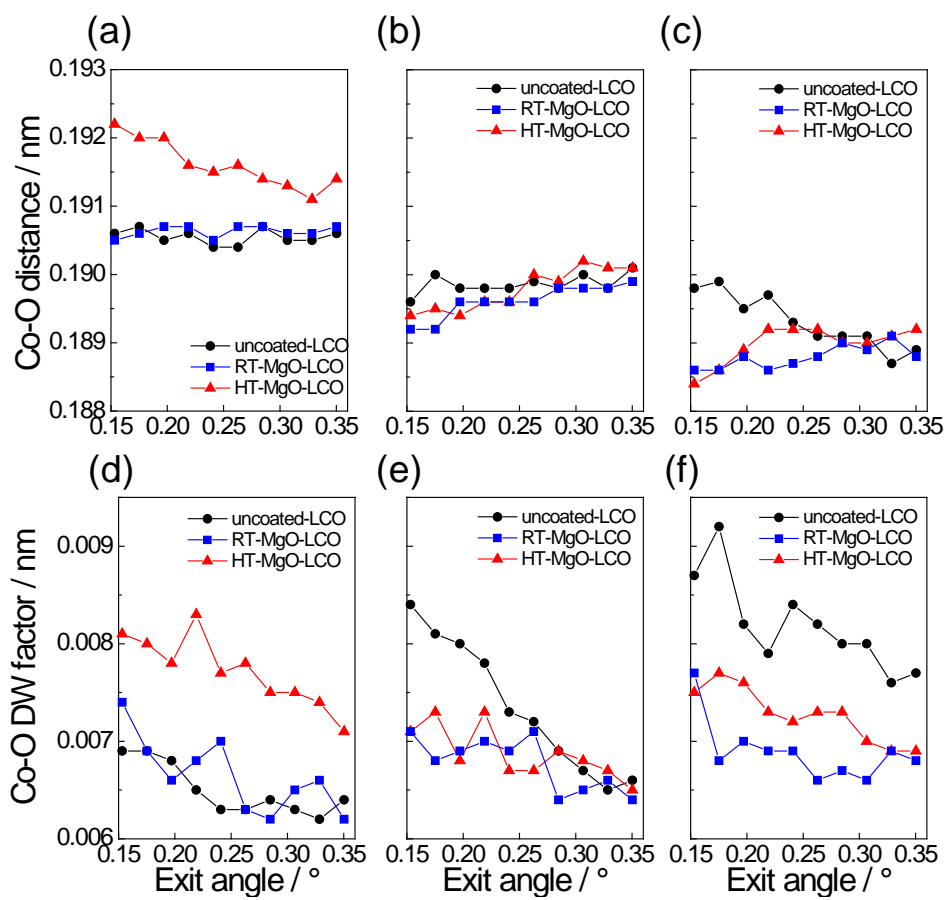 (a)
(b)
(c)
Co-O distance / nm
0.193
0.192
0.191
0.190
0.189
0.188
uncoated-LCO
RT-MgO-LCO
HT-MgO-LCO
0.15 0.20 0.25 0.30 0.35
uncoated-LCO
RT-MgO-LCO
HT-MgO-LCO
0.15 0.20 0.25 0.30 0.35
uncoated-LCO
RT-MgO-LCO
HT-MgO-LCO
0.15 0.20 0.25 0.30 0.35
(d)
(e)
(f)
Co-O DW factor / nm
0.009
0.008
0.007
0.006
uncoated-LCO
RT-MgO-LCO
HT-MgO-LCO
0.15 0.20 0.25 0.30 0.35
Exit angle / °
uncoated-LCO
RT-MgO-LCO
HT-MgO-LCO
0.15 0.20 0.25 0.30 0.35
Exit angle / °
uncoated-LCO
RT-MgO-LCO
HT-MgO-LCO
0.15 0.20 0.25 0.30 0.35
Exit angle / °